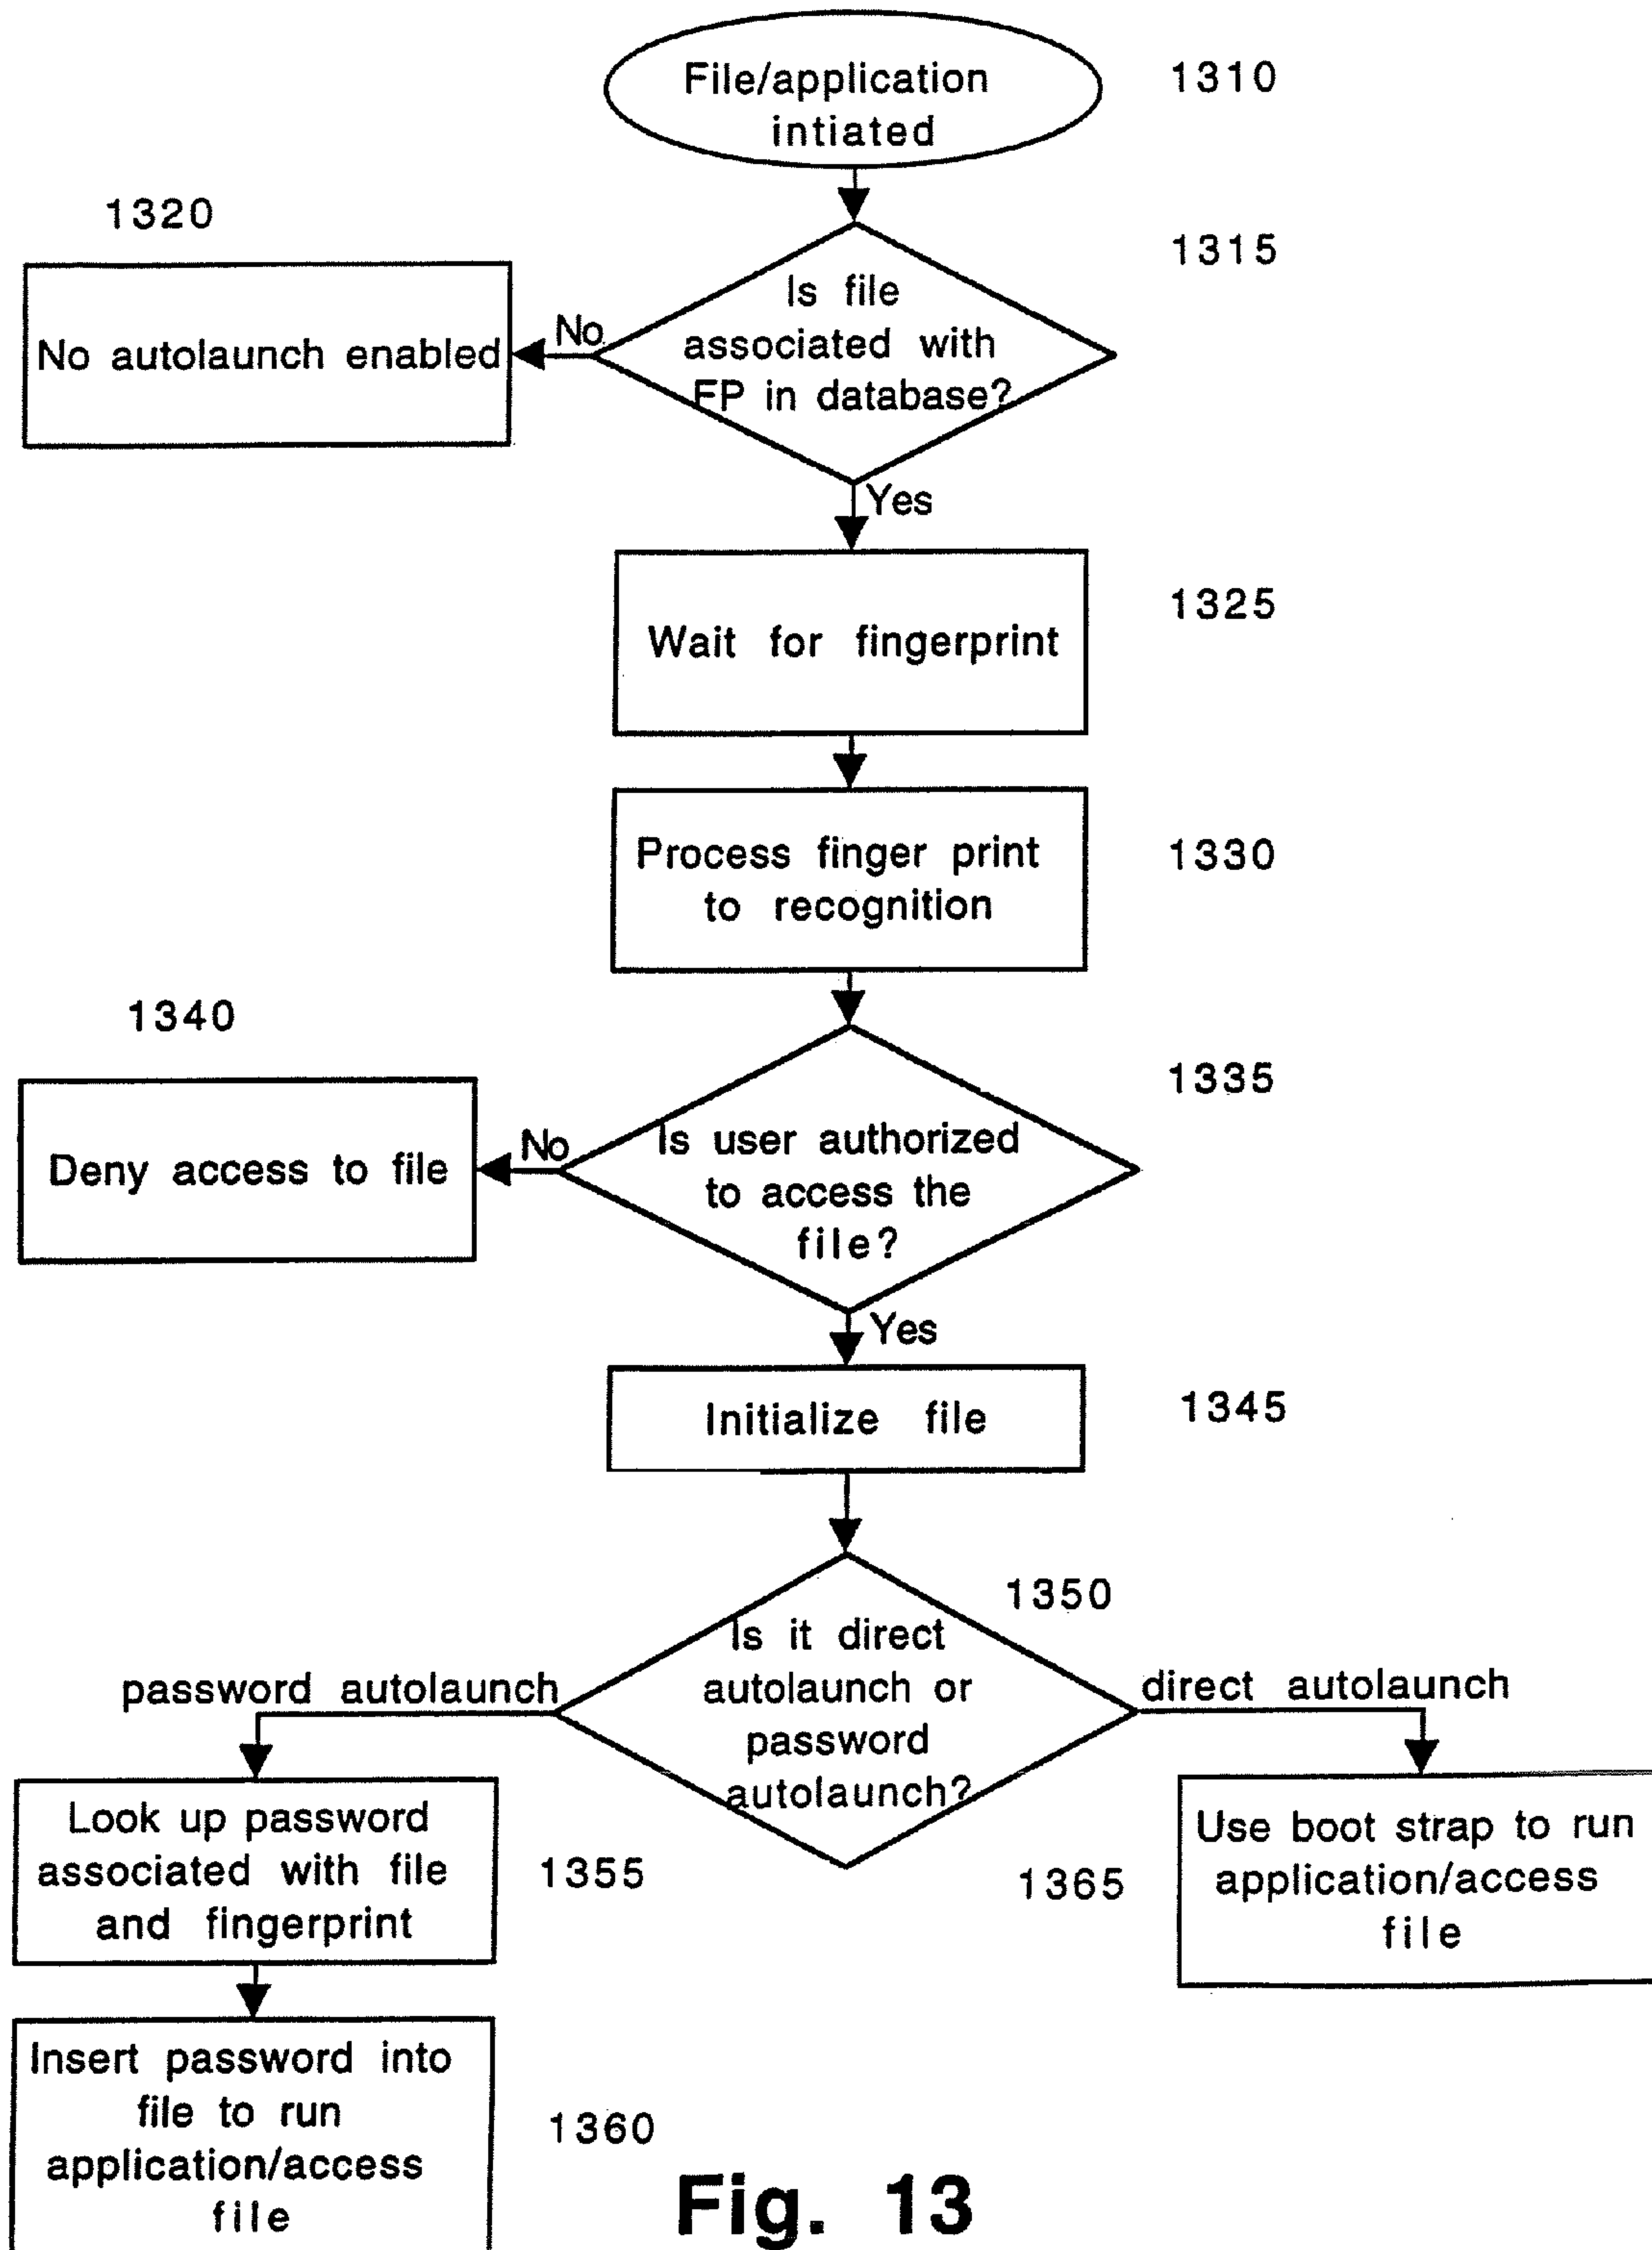 File/application
intiated
1310
1320
1315
Is file
associated with
FP in database?
No
No autolaunch enabled
Yes
Wait for fingerprint
1325
Process finger print
to recognition
1330
1340
1335
Is user authorized
to access the
file?
No
Deny access to file
Yes
Initialize file
1345
1350
Is it direct
autolaunch or
password
autolaunch?
password autolaunch
direct autolaunch
Look up password
associated with file
and fingerprint
1355
1365
Use boot strap to run
application/access
file
Insert password into
file to run
application/access
file
1360
Fig. 13